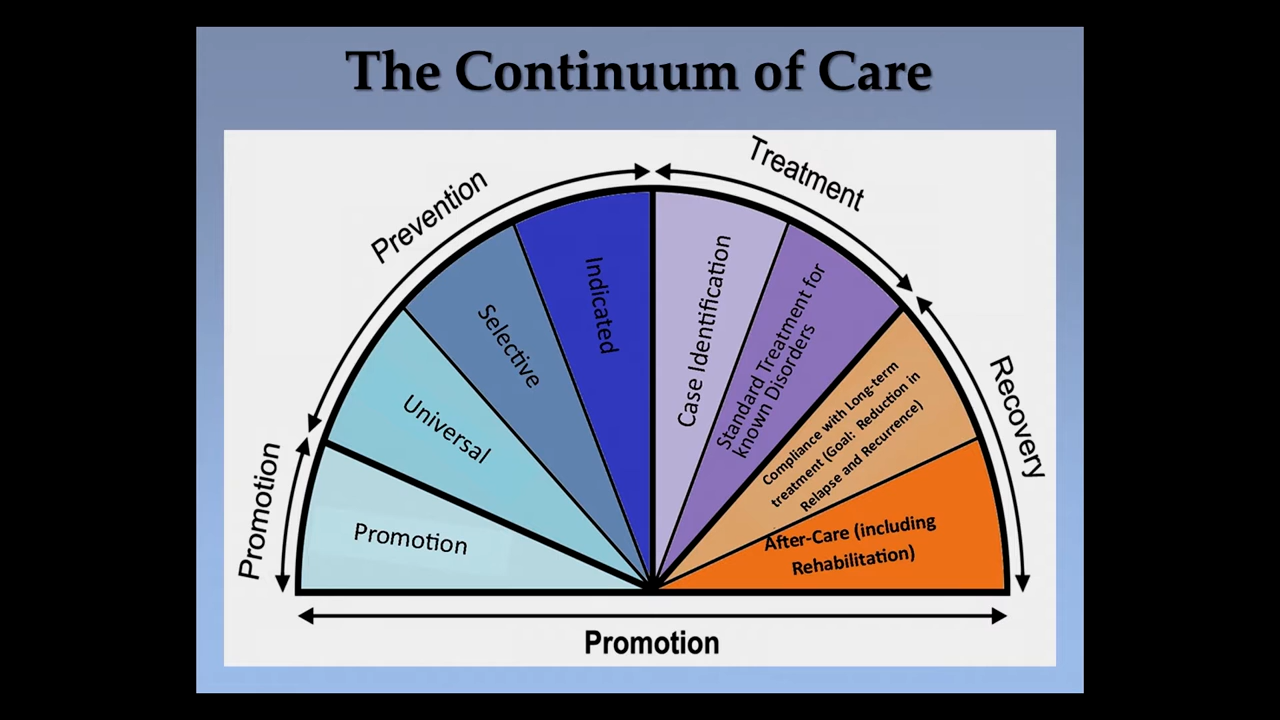 The Continuum of Care
Promotion
Prevention
Treatment
Recovery
Promotion
Universal
Selective
Indicated
Case Identification
Standard Treatment for
known Disorders
Compliance with Long-term
treatment (Goal: Reduction in
Relapse and Recurrence)
After-Care (including
Rehabilitation)
Promotion